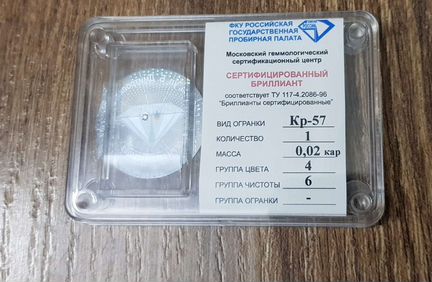 ФКУ РОССИЙСКАЯ
ГОСУДАРСТВЕННАЯ
ПРОБИРНАЯ ПАЛАТА
РОССИЯ
Московский геммологический
сертификационный центр
СЕРТИФИЦИРОВАННЫЙ
БРИЛЛИАНТ
соответствует ТУ 117-4.2086-96
"Бриллианты сертифицированные"
ВИД ОГРАНКИ Кр-57
КОЛИЧЕСТВО 1
МАССА 0,02 кар
ГРУППА ЦВЕТА 4
ГРУППА ЧИСТОТЫ 6
ГРУППА ОГРАНКИ -